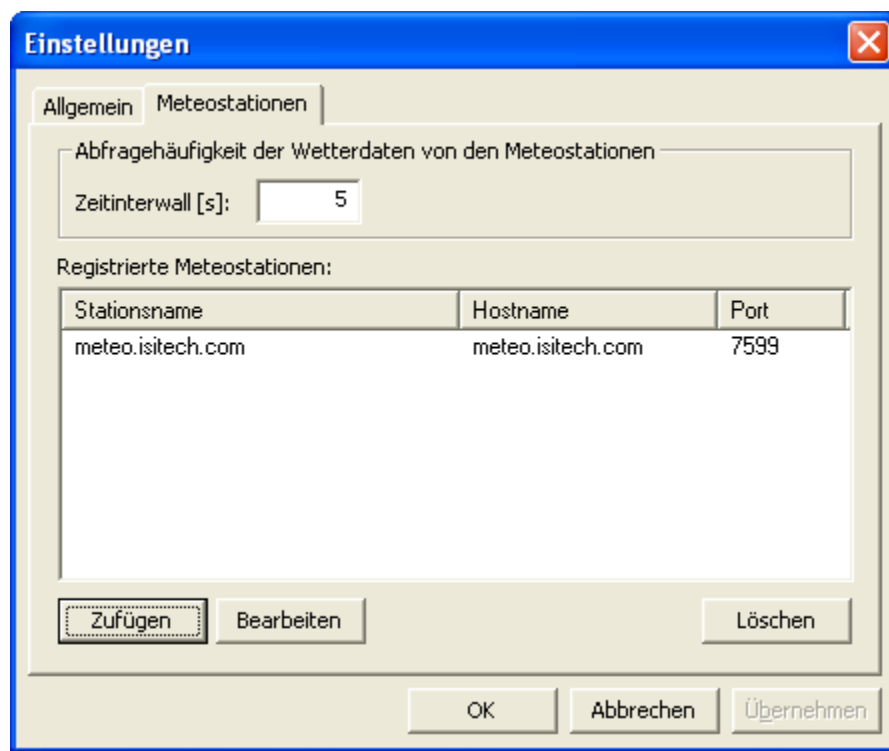 Einstellungen
Allgemein Meteostationen
Abfragehäufigkeit der Wetterdaten von den Meteostationen
Zeitinterwall [s]: 5
Registrierte Meteostationen:
Stationsname Hostname Port
meteo.isitech.com meteo.isitech.com 7599
Zufügen Bearbeiten Löschen
OK Abbrechen Übernehmen